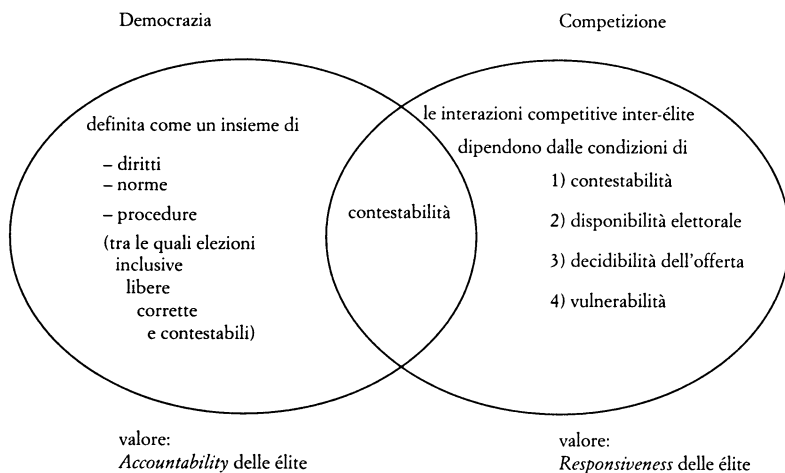 Democrazia
Competizione
definita come un insieme di
– diritti
– norme
– procedure
(tra le quali elezioni
inclusive
libere
corrette
e contestabili)
contestabilità
le interazioni competitive inter-élite
dipendono dalle condizioni di
1) contestabilità
2) disponibilità elettorale
3) decidibilità dell'offerta
4) vulnerabilità
valore:
Accountability delle élite
valore:
Responsiveness delle élite